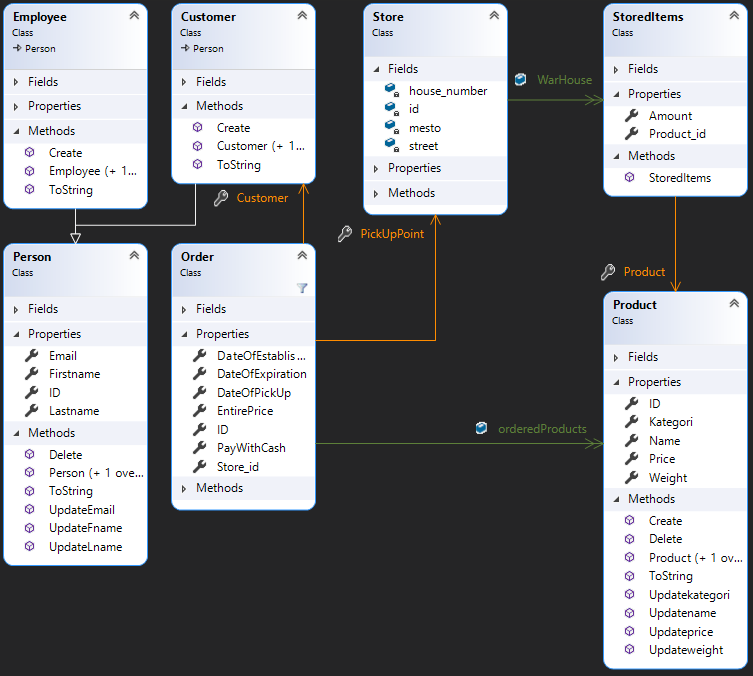 Employee
Class
Person
Fields
Properties
Methods
Create
Employee (+ 1...
ToString
Customer
Class
Person
Fields
Methods
Create
Customer (+ 1...
ToString
Store
Class
Fields
house_number
id
mesto
street
Properties
Methods
WarHouse
StoredItems
Class
Fields
Properties
Amount
Product_id
Methods
StoredItems
Customer
PickUpPoint
Product
Person
Class
Fields
Properties
Email
Firstname
ID
Lastname
Methods
Delete
Person (+ 1 ove...
ToString
UpdateEmail
UpdateFname
UpdateLname
Order
Class
Fields
Properties
DateOfEstablis...
DateOfExpiration
DateOfPickUp
EntirePrice
ID
PayWithCash
Store_id
Methods
orderedProducts
Product
Class
Fields
Properties
ID
Kategori
Name
Price
Weight
Methods
Create
Delete
Product (+ 1 ov...
ToString
Updatekategori
Updatename
Updateprice
Updateweight